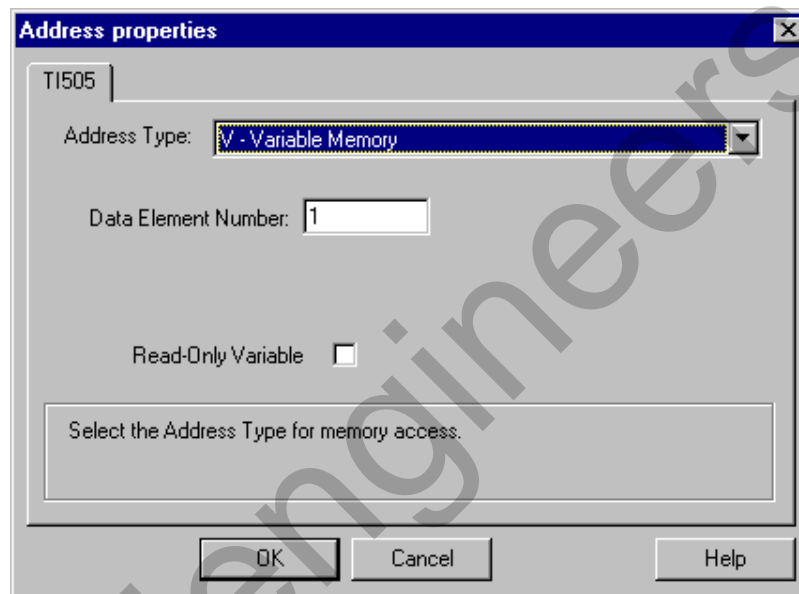 Address properties
TI505
Address Type: V - Variable Memory
Data Element Number: 1
Read-Only Variable
Select the Address Type for memory access.
OK Cancel Help
engineers